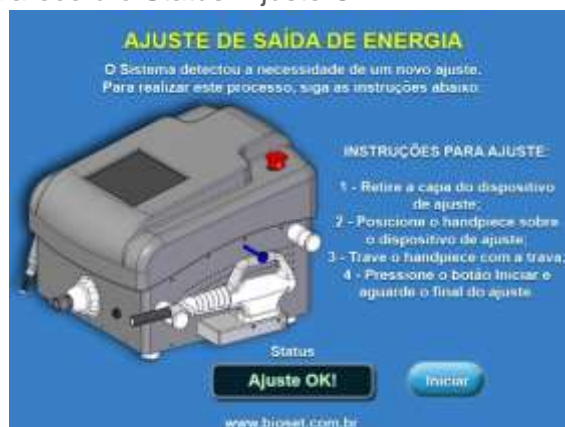 AJUSTE DE SAÍDA DE ENERGIA
O Sistema detectou a necessidade de um novo ajuste.
Para realizar este processo, siga as instruções abaixo:
INSTRUÇÕES PARA AJUSTE:
1 - Retire a capa do dispositivo
de ajuste;
2 - Posicione o handpiece sobre
o dispositivo de ajuste;
3 - Trave o handpiece com a trava;
4 - Pressione o botão Iniciar e
aguarde o final do ajuste.
Status
Ajuste OK!
Iniciar
www.bioset.com.br